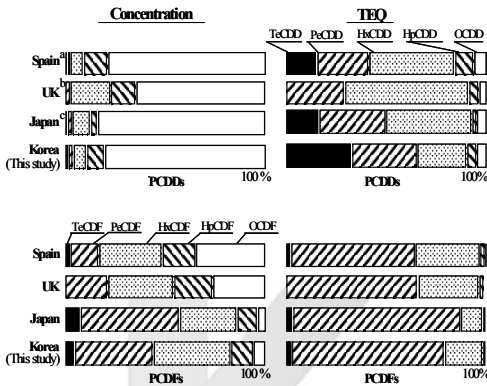 Concentration
TEQ
TeCDD PeCDD HxCDD HpCDD OCDD
Spain a
UK b
Japan c
Korea
(This study)
PCDDs 100 %
PCDDs 100 %
TeCDF PeCDF HxCDF HpCDF OCDF
Spain
UK
Japan
Korea
(This study)
PCDFs 100 %
PCDFs 100 %